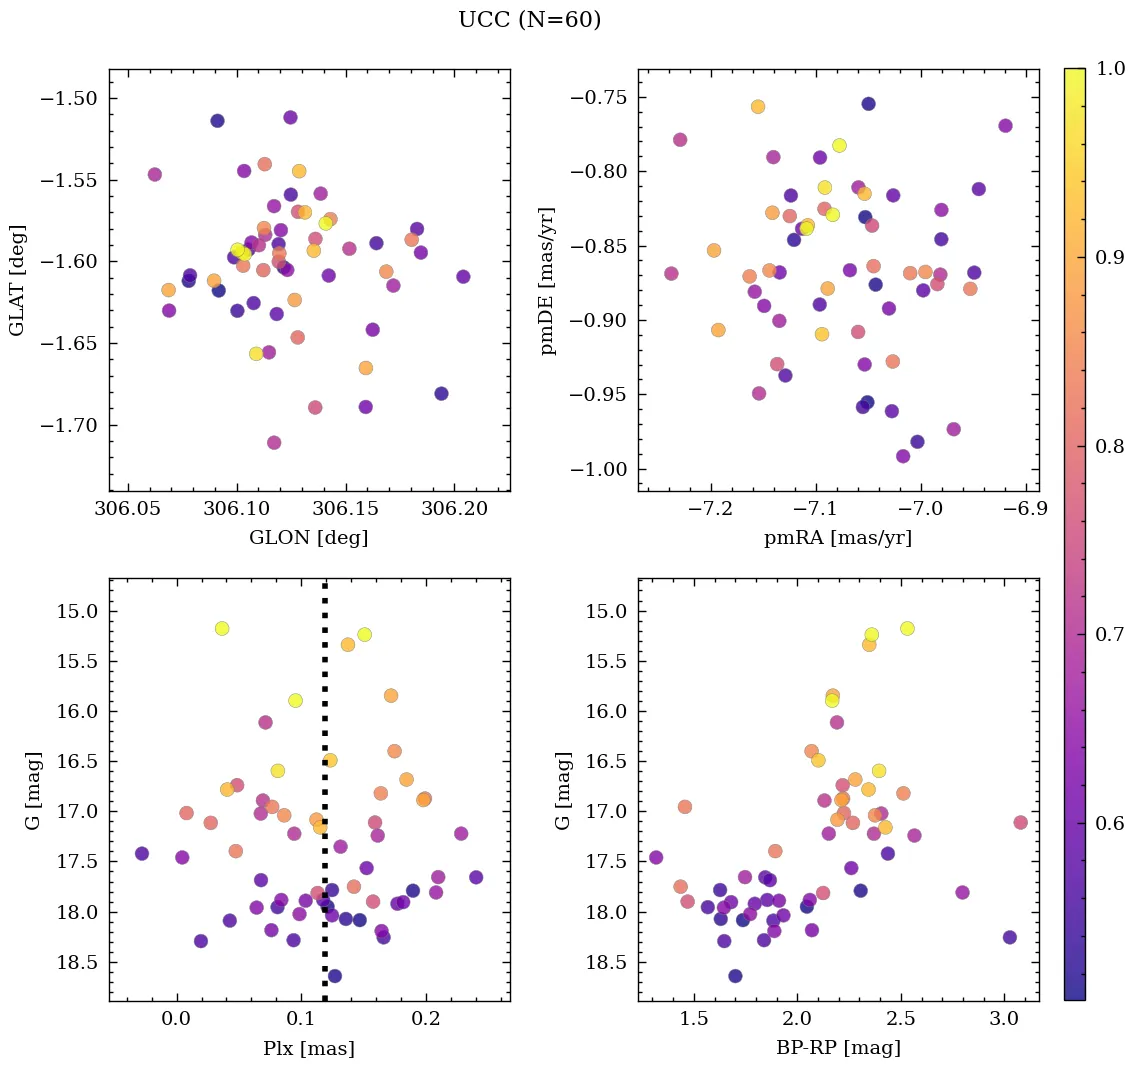 UCC (N=60)
−1.50
−1.55
−1.60
−1.65
−1.70
GLAT [deg]
306.05 306.10 306.15 306.20
GLON [deg]
−0.75
−0.80
−0.85
−0.90
−0.95
−1.00
pmDE [mas/yr]
−7.2 −7.1 −7.0 −6.9
pmRA [mas/yr]
1.0
0.9
0.8
0.7
0.6
15.0
15.5
16.0
16.5
17.0
17.5
18.0
18.5
G [mag]
0.0 0.1 0.2
Plx [mas]
15.0
15.5
16.0
16.5
17.0
17.5
18.0
18.5
G [mag]
1.5 2.0 2.5 3.0
BP-RP [mag]